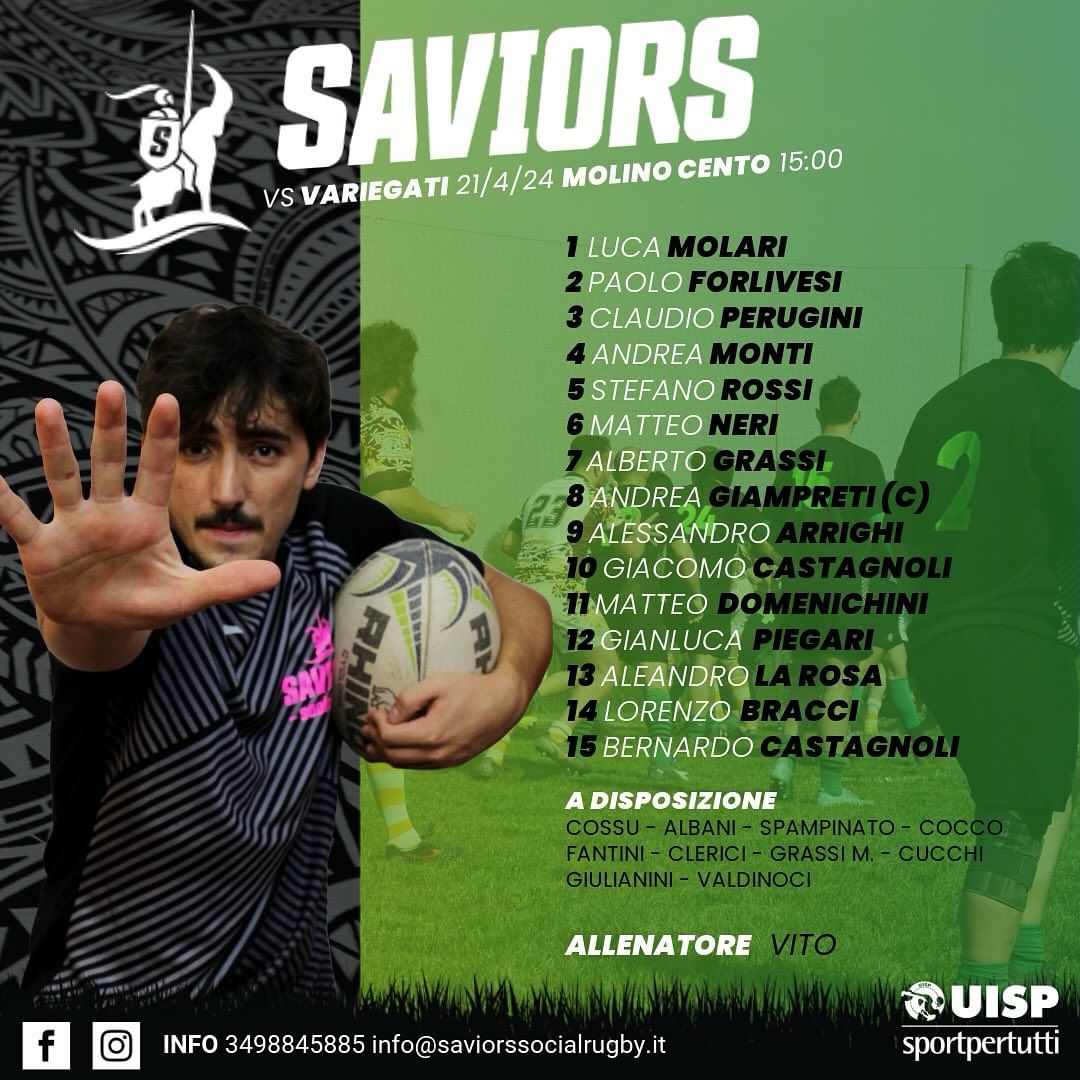 SAVIORS
S
VS VARIEGATI 21/4/24 MOLINO CENTO 15:00
1 LUCA MOLARI
2 PAOLO FORLIVESI
3 CLAUDIO PERUGINI
4 ANDREA MONTI
5 STEFANO ROSSI
6 MATTEO NERI
7 ALBERTO GRASSI
8 ANDREA GIAMPRETI (C)
9 ALESSANDRO ARRIGHI
10 GIACOMO CASTAGNOLI
11 MATTEO DOMENICHINI
12 GIANLUCA PIEGARI
13 ALEANDRO LA ROSA
14 LORENZO BRACCI
15 BERNARDO CASTAGNOLI
2
23
24
RHINO
A DISPOSIZIONE
COSSU - ALBANI - SPAMPINATO - COCCO
FANTINI - CLERICI - GRASSI M. - CUCCHI
GIULIANINI - VALDINOCI
ALLENATORE VITO
UISP
sportpertutti
INFO 3498845885 info@saviorssocialrugby.it